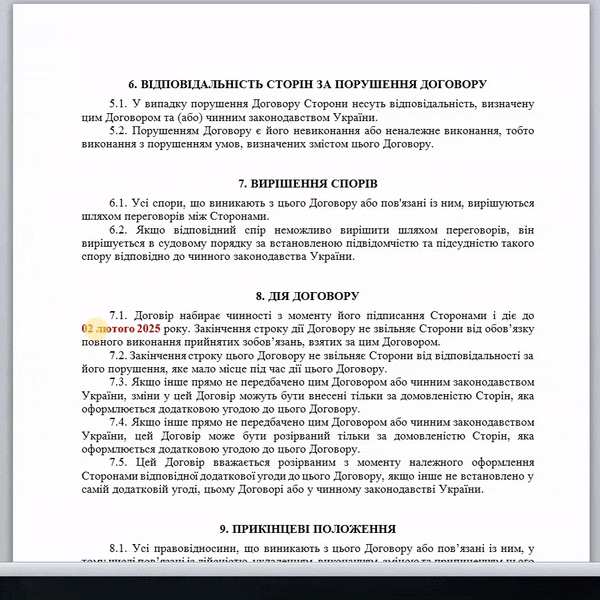 6. ВІДПОВІДАЛЬНІСТЬ СТОРІН ЗА ПОРУШЕННЯ ДОГОВОРУ
5.1. У випадку порушення Договору Сторони несуть відповідальність, визначену
цим Договором та (або) чинним законодавством України.
5.2. Порушенням Договору є його невиконання або неналежне виконання, тобто
виконання з порушенням умов, визначених змістом цього Договору.
7. ВИРІШЕННЯ СПОРІВ
6.1. Усі спори, що виникають з цього Договору або пов'язані із ним, вирішуються
шляхом переговорів між Сторонами.
6.2. Якщо відповідний спір неможливо вирішити шляхом переговорів, він
вирішується в судовому порядку за встановленою підвідомчістю та підсудністю такого
спору відповідно до чинного законодавства України.
8. ДІЯ ДОГОВОРУ
7.1. Договір набирає чинності з моменту його підписання Сторонами і діє до
02 лютого 2025 року. Закінчення строку дії Договору не звільняє Сторони від обов’язку
повного виконання прийнятих зобов’язань, взятих за цим Договором.
7.2. Закінчення строку цього Договору не звільняє Сторони від відповідальності за
його порушення, яке мало місце під час дії цього Договору.
7.3. Якщо інше прямо не передбачено цим Договором або чинним законодавством
України, зміни у цей Договір можуть бути внесені тільки за домовленістю Сторін, яка
оформлюється додатковою угодою до цього Договору.
7.4. Якщо інше прямо не передбачено цим Договором або чинним законодавством
України, цей Договір може бути розірваний тільки за домовленістю Сторін, яка
оформлюється додатковою угодою до цього Договору.
7.5. Цей Договір вважається розірваним з моменту належного оформлення
Сторонами відповідної додаткової угоди до цього Договору, якщо інше не встановлено у
самій додатковій угоді, цьому Договорі або у чинному законодавстві України.
9. ПРИКІНЦЕВІ ПОЛОЖЕННЯ
8.1. Усі правовідносини, що виникають з цього Договору або пов’язані із ним, у
тому числі пов’язані із дійсністю, укладенням, виконанням, зміною та припиненням цього